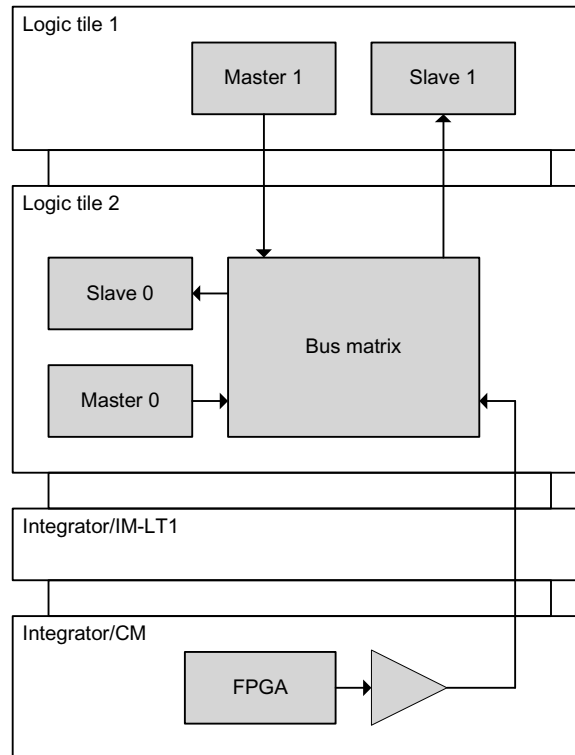 Logic tile 1
Master 1
Slave 1
Logic tile 2
Slave 0
Bus matrix
Master 0
Integrator/IM-LT1
Integrator/CM
FPGA